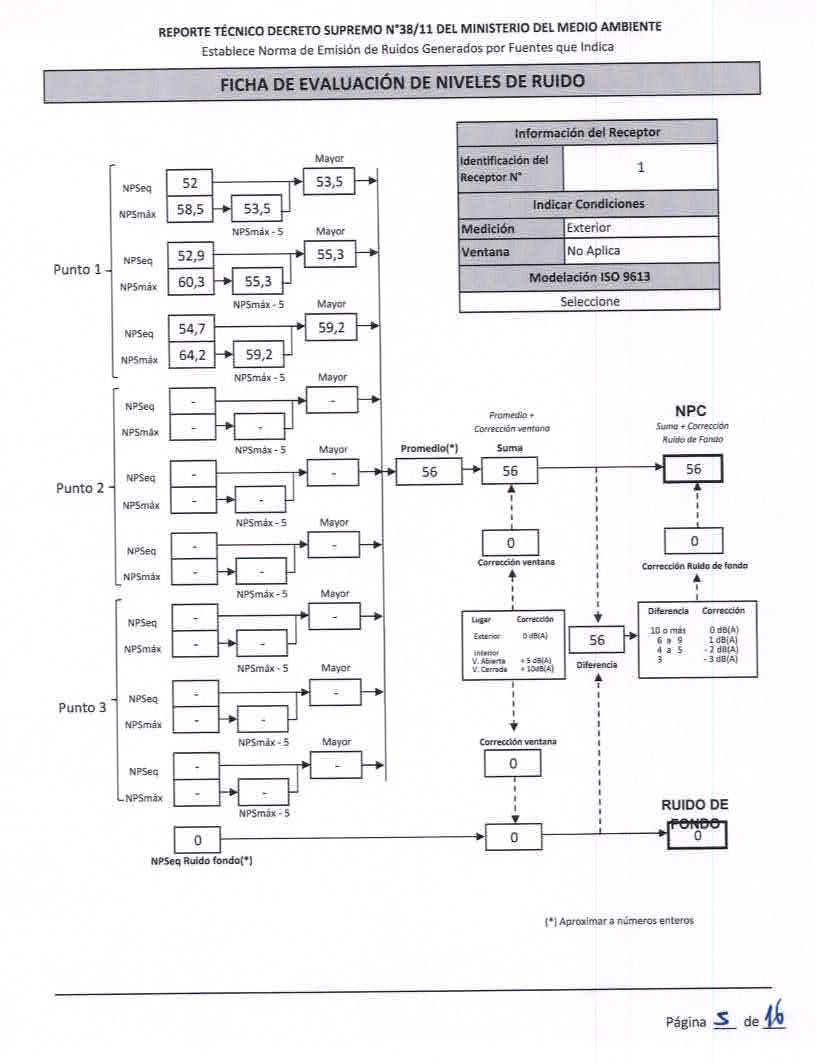 REPORTE TÉCNICO DECRETO SUPREMO N°38/11 DEL MINISTERIO DEL MEDIO AMBIENTE
Establece Norma de Emisión de Ruidos Generados por Fuentes que Indica
FICHA DE EVALUACIÓN DE NIVELES DE RUIDO
Información del Receptor
Identificación del
Receptor N°
1
Indicar Condiciones
Medición Exterior
Ventana No Aplica
Modelación ISO 9613
Seleccione
Punto 1
Mayor
NPSeq 52 53,5
NPSmáx 58,5 53,5
NPSmáx - 5 Mayor
NPSeq 52,9 55,3
NPSmáx 60,3 55,3
NPSmáx - 5 Mayor
NPSeq 54,7 59,2
NPSmáx 64,2 59,2
NPSmáx - 5 Mayor
Punto 2
NPSeq - -
NPSmáx - -
NPSmáx - 5 Mayor
NPSeq - -
NPSmáx - -
NPSmáx - 5 Mayor
NPSeq - -
NPSmáx - -
NPSmáx - 5 Mayor
Punto 3
NPSeq - -
NPSmáx - -
NPSmáx - 5 Mayor
NPSeq - -
NPSmáx - -
NPSmáx - 5 Mayor
NPSeq - -
NPSmáx - -
NPSmáx - 5
Promedio(*)
56
Promedio +
Corrección ventana
Suma
56
0
Corrección ventana
Lugar Corrección
Exterior 0 dB(A)
Interior
V. Abierta + 5 dB(A)
V. Cerrada + 10dB(A)
Corrección ventana
0
NPC
Suma + Corrección
Ruido de Fondo
56
0
Corrección Ruido de fondo
56
Diferencia
Diferencia Corrección
10 o más 0 dB(A)
6 a 9 1 dB(A)
4 a 5 - 2 dB(A)
3 - 3 dB(A)
0
NPSeq Ruido fondo(*)
0
RUIDO DE
FONDO
0
(*) Aproximar a números enteros
Página 5 de 16